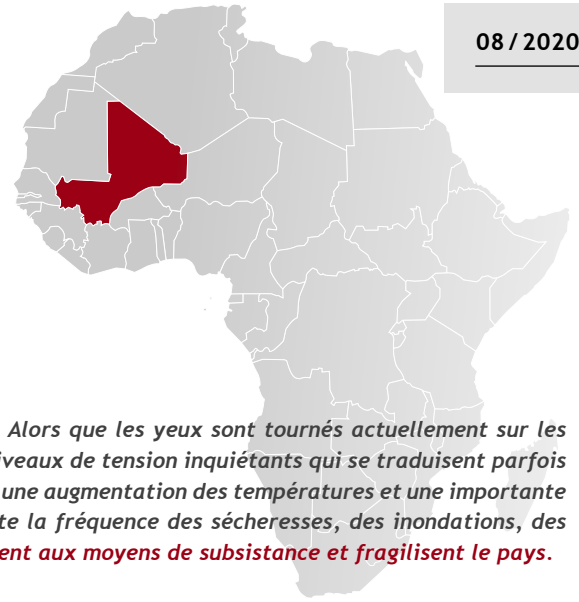 08/2020
Alors que les yeux sont tournés actuellement sur les
iveaux de tension inquiétants qui se traduisent parfois
une augmentation des températures et une importante
te la fréquence des sécheresses, des inondations, des
ent aux moyens de subsistance et fragilisent le pays.